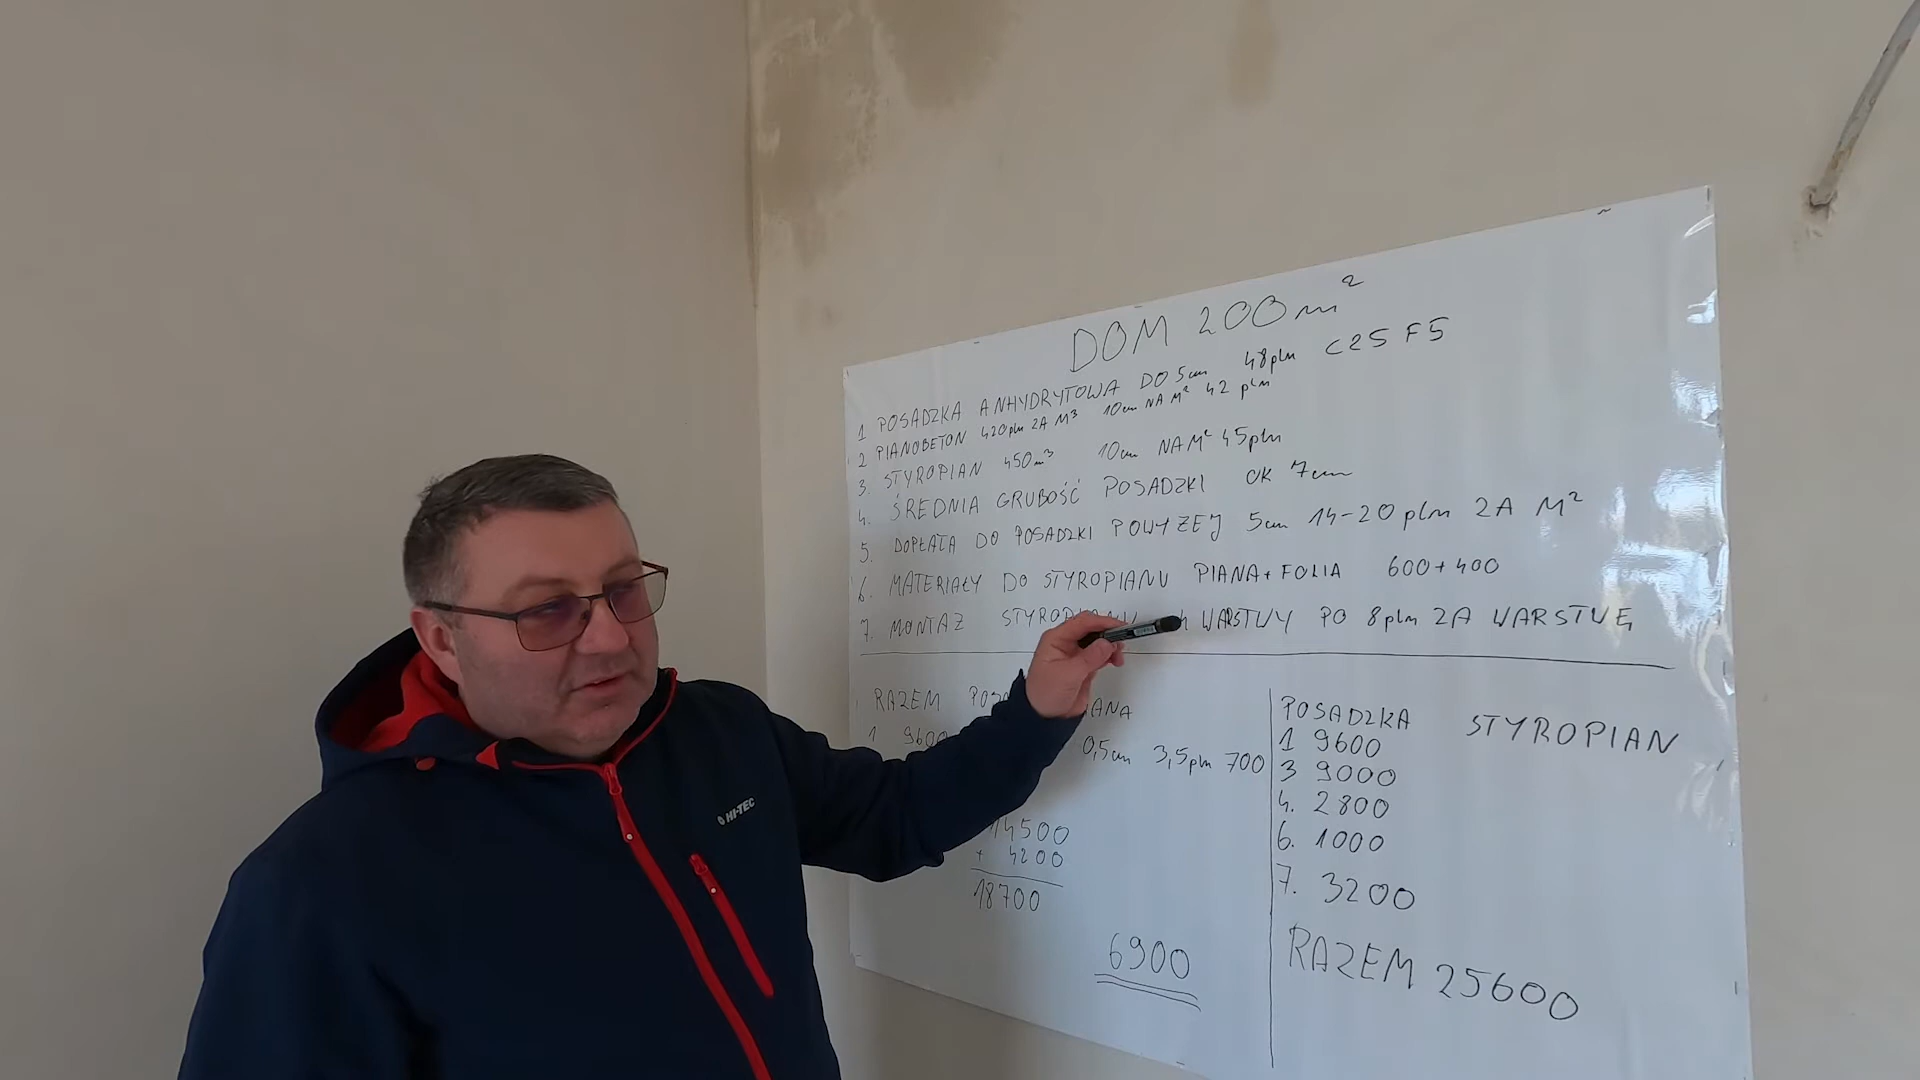 DOM 200m²
1 POSADZKA ANHYDRYTOWA DO 5cm 48pln C25 F5
2 PIANOBETON 420pln ZA M³ 10cm NA M² 42 pln
3. STYROPIAN 450m³ 10cm NA M² 45pln
4. ŚREDNIA GRUBOŚĆ POSADZKI OK 7cm
5. DOPŁATA DO POSADZKI POWYZEJ 5cm 14-20 pln ZA M²
6. MATERIAŁY DO STYROPIANU PIANA + FOLIA 600 + 400
7. MONTAZ WARSTWY PO 8pln ZA WARSTWĘ
RAZEM
1 9600
0,5cm 3,5pln 700
14500
+ 4200
18700
6900
POSADZKA STYROPIAN
1 9600
3 9000
4. 2800
6. 1000
7. 3200
RAZEM 25600
HI-TEC